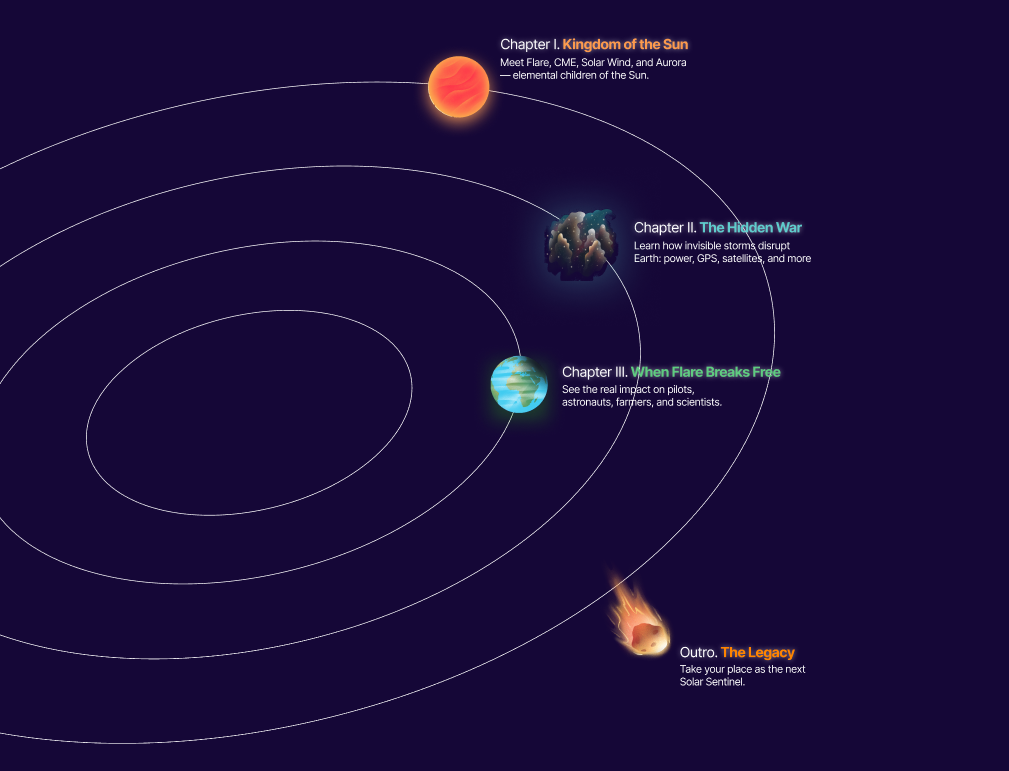 Chapter I. Kingdom of the Sun
Meet Flare, CME, Solar Wind, and Aurora
— elemental children of the Sun.
Chapter II. The Hidden War
Learn how invisible storms disrupt
Earth: power, GPS, satellites, and more
Chapter III. When Flare Breaks Free
See the real impact on pilots,
astronauts, farmers, and scientists.
Outro. The Legacy
Take your place as the next
Solar Sentinel.